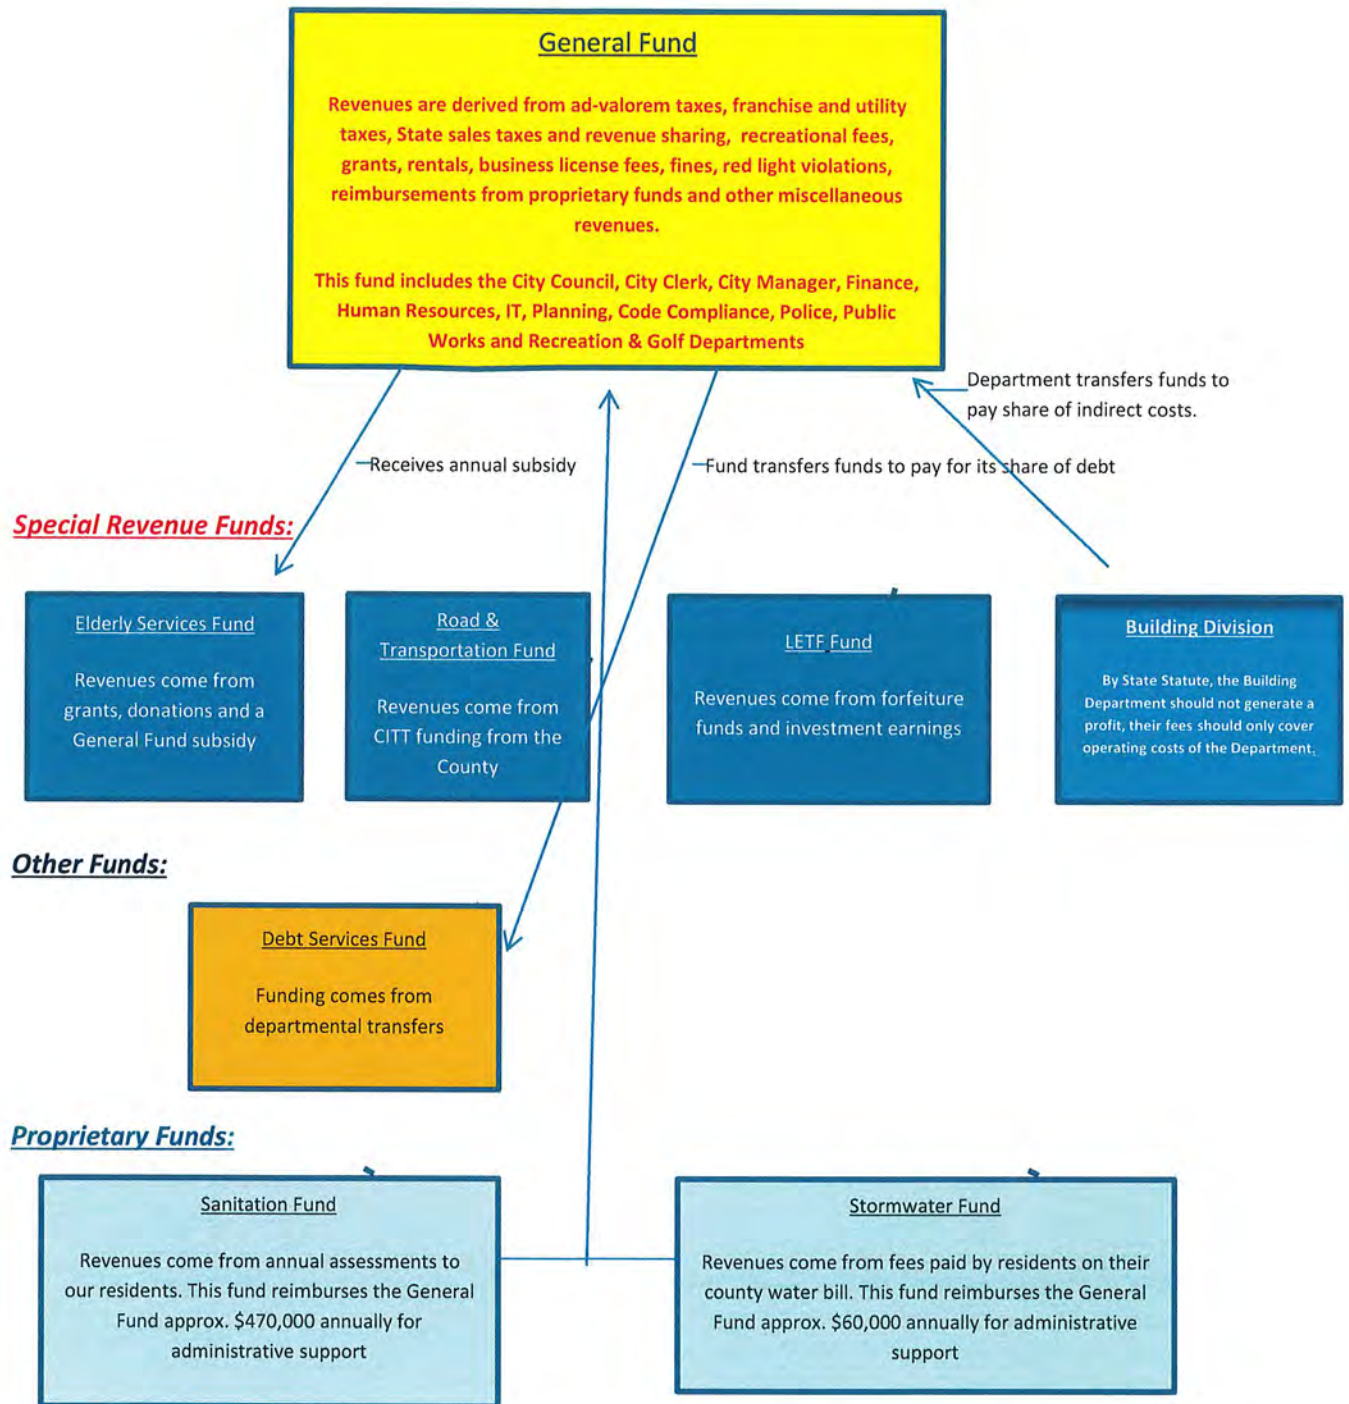 General Fund
Revenues are derived from ad-valorem taxes, franchise and utility
taxes, State sales taxes and revenue sharing, recreational fees,
grants, rentals, business license fees, fines, red light violations,
reimbursements from proprietary funds and other miscellaneous
revenues.
This fund includes the City Council, City Clerk, City Manager, Finance,
Human Resources, IT, Planning, Code Compliance, Police, Public
Works and Recreation & Golf Departments
Department transfers funds to
pay share of indirect costs.
Receives annual subsidy
Fund transfers funds to pay for its share of debt
Special Revenue Funds:
Elderly Services Fund
Revenues come from
grants, donations and a
General Fund subsidy
Road &
Transportation Fund
Revenues come from
CITT funding from the
County
LETF Fund
Revenues come from forfeiture
funds and investment earnings
Building Division
By State Statute, the Building
Department should not generate a
profit, their fees should only cover
operating costs of the Department.
Other Funds:
Debt Services Fund
Funding comes from
departmental transfers
Proprietary Funds:
Sanitation Fund
Revenues come from annual assessments to
our residents. This fund reimburses the General
Fund approx. $470,000 annually for
administrative support
Stormwater Fund
Revenues come from fees paid by residents on their
county water bill. This fund reimburses the General
Fund approx. $60,000 annually for administrative
support